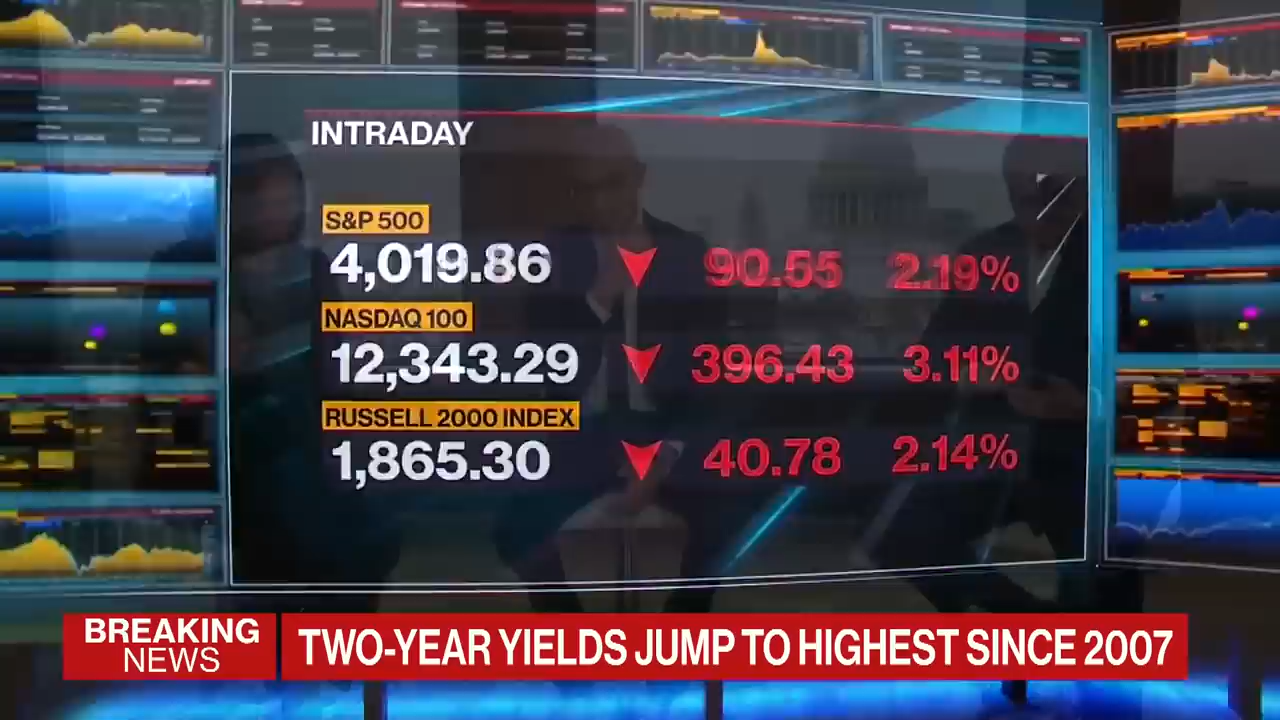 INTRADAY
S&P 500
4,019.86 90.55 2.19%
NASDAQ 100
12,343.29 396.43 3.11%
RUSSELL 2000 INDEX
1,865.30 40.78 2.14%
BREAKING
NEWS
TWO-YEAR YIELDS JUMP TO HIGHEST SINCE 2007